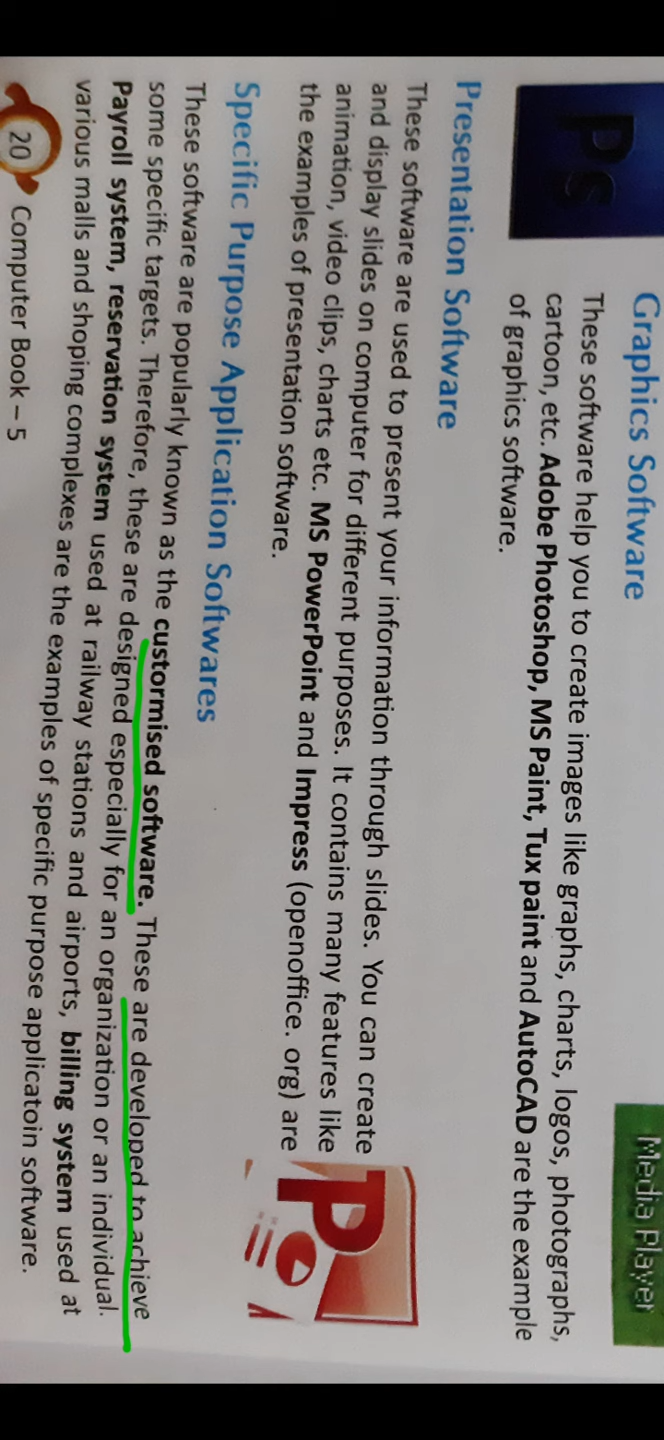 Media Player
Graphics Software
Ps
These software help you to create images like graphs, charts, logos, photographs,
cartoon, etc. Adobe Photoshop, MS Paint, Tux paint and AutoCAD are the example
of graphics software.
Presentation Software
These software are used to present your information through slides. You can create
and display slides on computer for different purposes. It contains many features like
animation, video clips, charts etc. MS PowerPoint and Impress (openoffice. org) are
the examples of presentation software.
P
Specific Purpose Application Softwares
These software are popularly known as the custormised software. These are developed to achieve
some specific targets. Therefore, these are designed especially for an organization or an individual.
Payroll system, reservation system used at railway stations and airports, billing system used at
various malls and shoping complexes are the examples of specific purpose applicatoin software.
20 Computer Book – 5